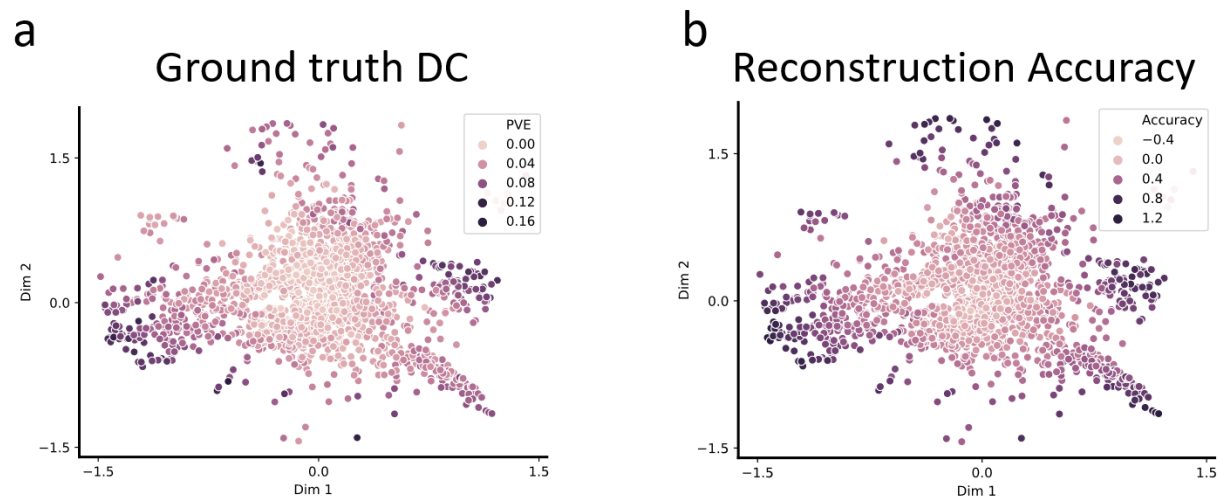 a
Ground truth DC
PVE
0.00
0.04
0.08
0.12
0.16
1.5
0.0
−1.5
Dim 2
−1.5 0.0 1.5
Dim 1
b
Reconstruction Accuracy
Accuracy
−0.4
0.0
0.4
0.8
1.2
1.5
0.0
−1.5
Dim 2
−1.5 0.0 1.5
Dim 1